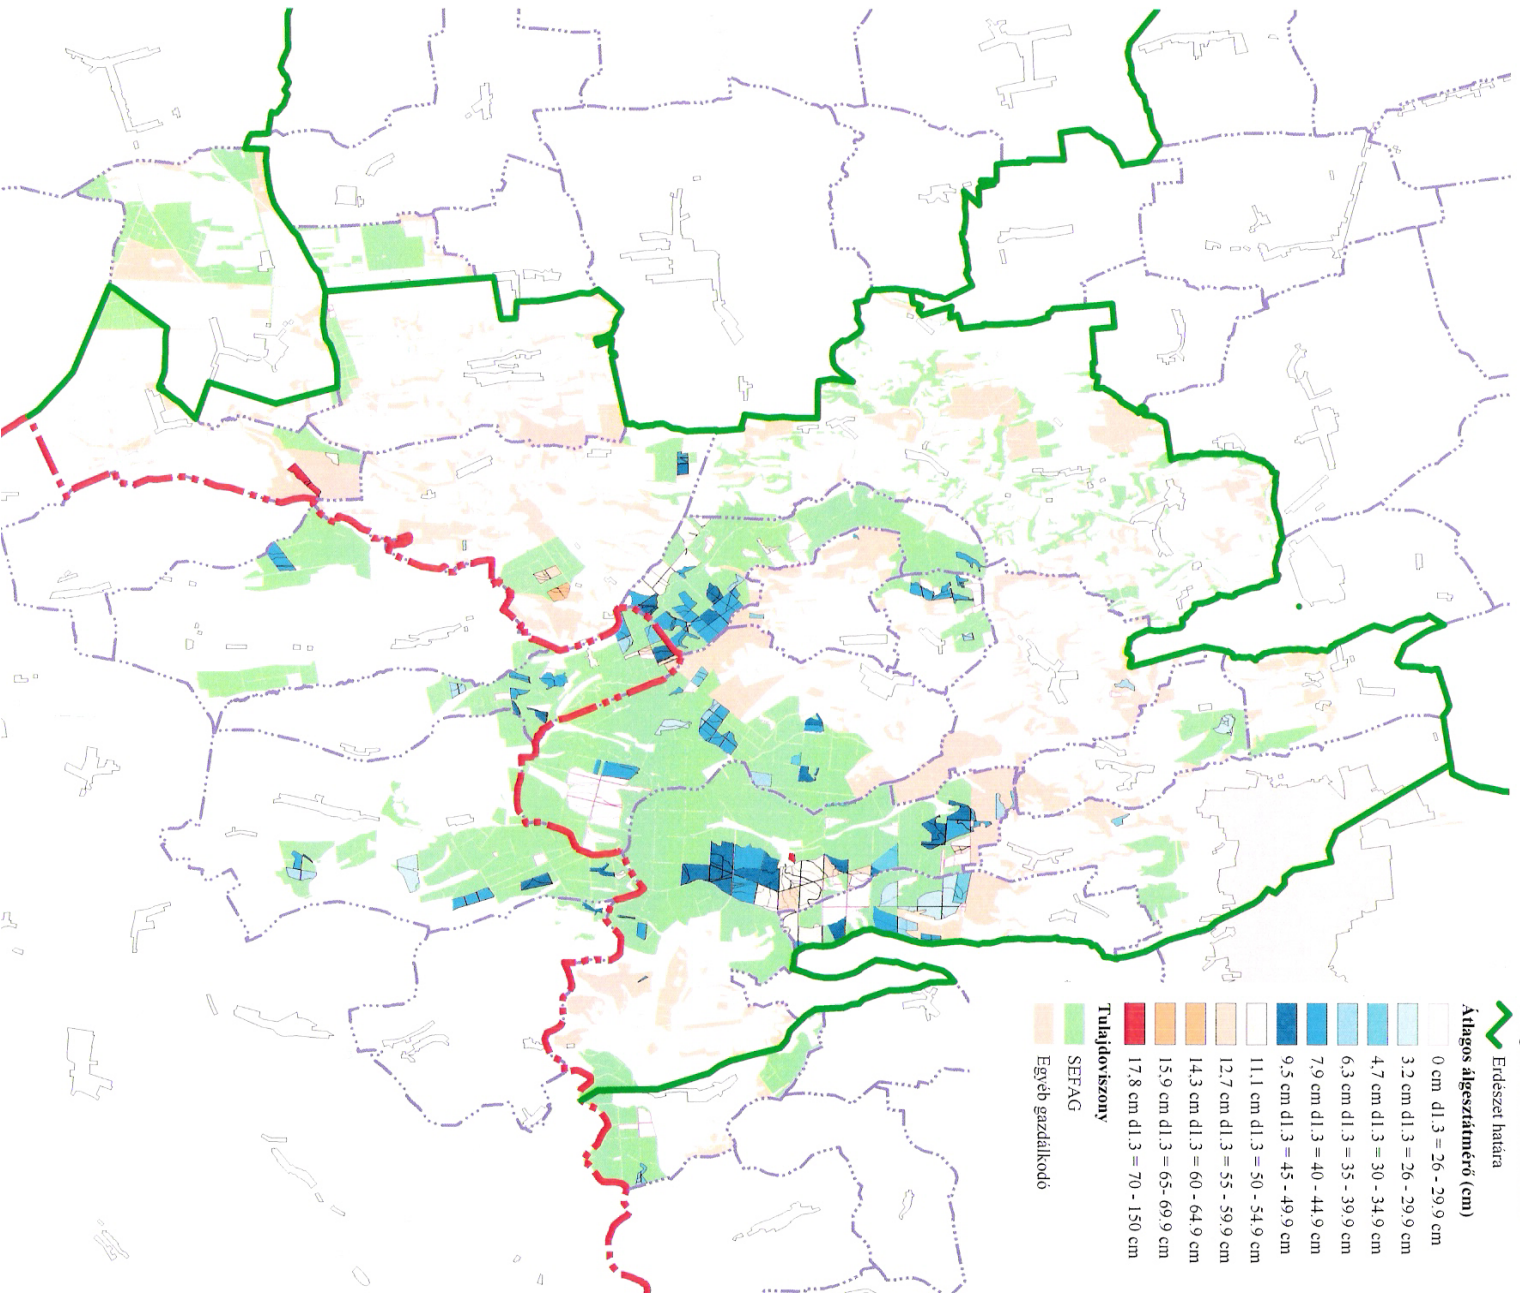 Erdészet határa
Átlagos álgesztátmérő (cm)
0 cm d1.3 = 26 - 29.9 cm
3.2 cm d1.3 = 26 - 29.9 cm
4.7 cm d1.3 = 30 - 34.9 cm
6.3 cm d1.3 = 35 - 39.9 cm
7.9 cm d1.3 = 40 - 44.9 cm
9.5 cm d1.3 = 45 - 49.9 cm
11.1 cm d1.3 = 50 - 54.9 cm
12.7 cm d1.3 = 55 - 59.9 cm
14.3 cm d1.3 = 60 - 64.9 cm
15.9 cm d1.3 = 65- 69.9 cm
17.8 cm d1.3 = 70 - 150 cm
Tulajdoviszony
SEFAG
Egyéb gazdálkodó